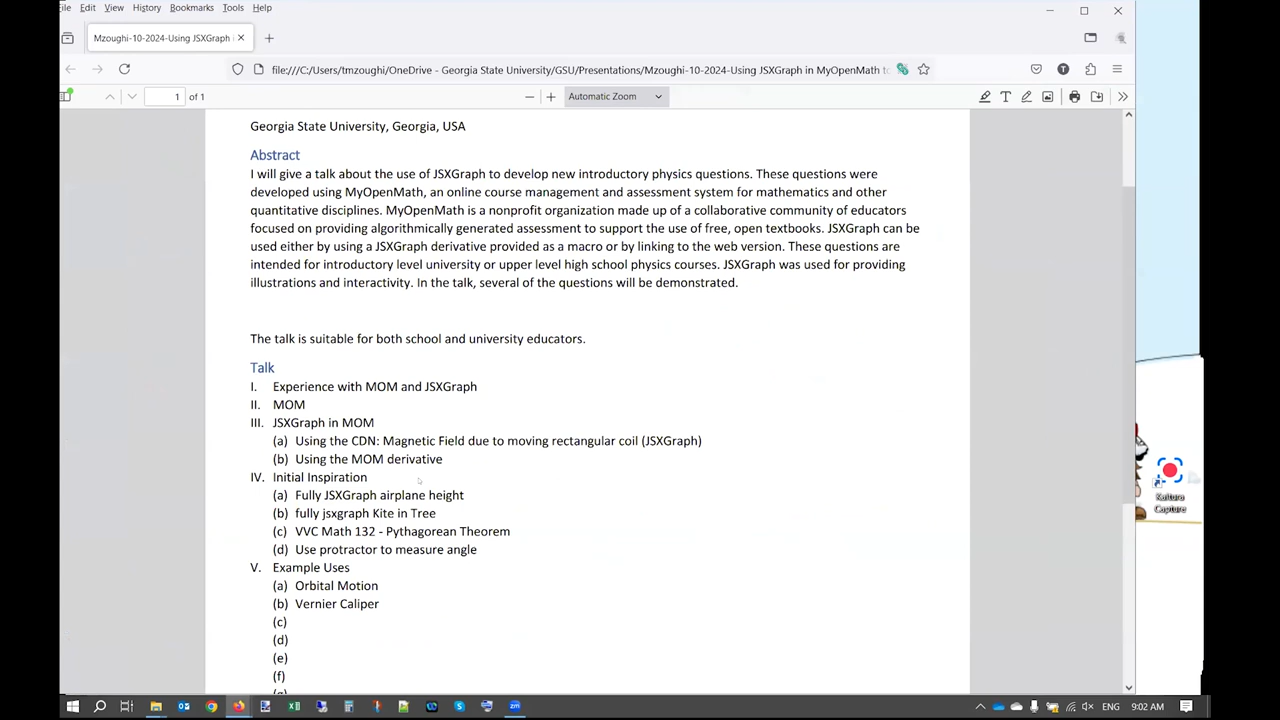 File Edit View History Bookmarks Tools Help
Mzoughi-10-2024-Using JSXGraph
file:///C:/Users/tmzoughi/OneDrive - Georgia State University/GSU/Presentations/Mzoughi-10-2024-Using JSXGraph in MyOpenMath to
1 of 1
Automatic Zoom
Georgia State University, Georgia, USA
Abstract
I will give a talk about the use of JSXGraph to develop new introductory physics questions. These questions were
developed using MyOpenMath, an online course management and assessment system for mathematics and other
quantitative disciplines. MyOpenMath is a nonprofit organization made up of a collaborative community of educators
focused on providing algorithmically generated assessment to support the use of free, open textbooks. JSXGraph can be
used either by using a JSXGraph derivative provided as a macro or by linking to the web version. These questions are
intended for introductory level university or upper level high school physics courses. JSXGraph was used for providing
illustrations and interactivity. In the talk, several of the questions will be demonstrated.
The talk is suitable for both school and university educators.
Talk
I. Experience with MOM and JSXGraph
II. MOM
III. JSXGraph in MOM
(a) Using the CDN: Magnetic Field due to moving rectangular coil (JSXGraph)
(b) Using the MOM derivative
IV. Initial Inspiration
(a) Fully JSXGraph airplane height
(b) fully jsxgraph Kite in Tree
(c) VVC Math 132 - Pythagorean Theorem
(d) Use protractor to measure angle
V. Example Uses
(a) Orbital Motion
(b) Vernier Caliper
(c)
(d)
(e)
(f)
Kaltura
Capture
ENG 9:02 AM